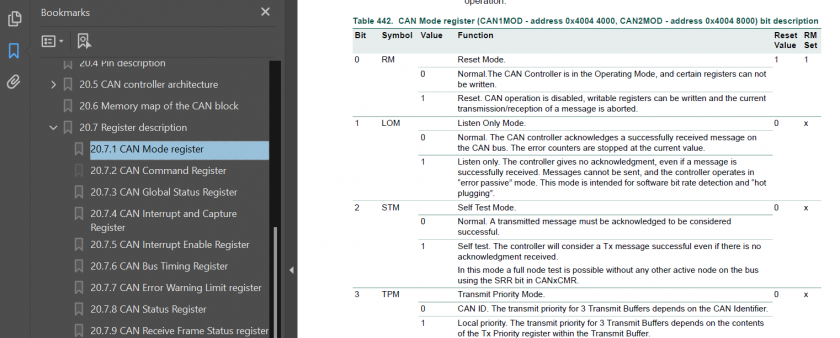 Bookmarks
20.4 Pin description
20.5 CAN controller architecture
20.6 Memory map of the CAN block
20.7 Register description
20.7.1 CAN Mode register
20.7.2 CAN Command Register
20.7.3 CAN Global Status Register
20.7.4 CAN Interrupt and Capture
Register
20.7.5 CAN Interrupt Enable Register
20.7.6 CAN Bus Timing Register
20.7.7 CAN Error Warning Limit register
20.7.8 CAN Status Register
20.7.9 CAN Receive Frame Status register
operation.
Table 442. CAN Mode register (CAN1MOD - address 0x4004 4000, CAN2MOD - address 0x4004 8000) bit description
Bit Symbol Value Function Reset RM
Value Set
0 RM Reset Mode. 1 1
0 Normal.The CAN Controller is in the Operating Mode, and certain registers can not
be written.
1 Reset. CAN operation is disabled, writable registers can be written and the current
transmission/reception of a message is aborted.
1 LOM Listen Only Mode. 0 x
0 Normal. The CAN controller acknowledges a successfully received message on
the CAN bus. The error counters are stopped at the current value.
1 Listen only. The controller gives no acknowledgment, even if a message is
successfully received. Messages cannot be sent, and the controller operates in
"error passive" mode. This mode is intended for software bit rate detection and "hot
plugging".
2 STM Self Test Mode. 0 x
0 Normal. A transmitted message must be acknowledged to be considered
successful.
1 Self test. The controller will consider a Tx message successful even if there is no
acknowledgment received.
In this mode a full node test is possible without any other active node on the bus
using the SRR bit in CANxCMR.
3 TPM Transmit Priority Mode. 0 x
0 CAN ID. The transmit priority for 3 Transmit Buffers depends on the CAN Identifier.
1 Local priority. The transmit priority for 3 Transmit Buffers depends on the contents
of the Tx Priority register within the Transmit Buffer.